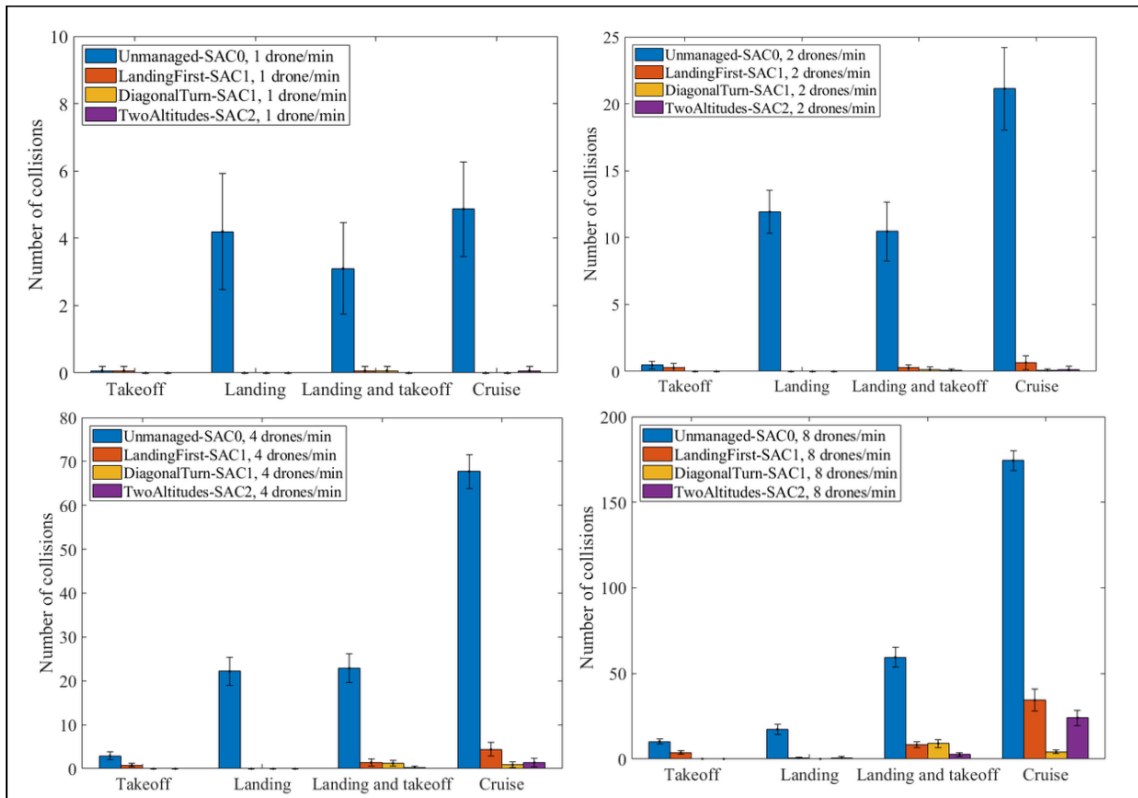 10
8
6
4
2
0
Number of collisions
Unmanaged-SAC0, 1 drone/min
LandingFirst-SAC1, 1 drone/min
DiagonalTurn-SAC1, 1 drone/min
TwoAltitudes-SAC2, 1 drone/min
Takeoff Landing Landing and takeoff Cruise
25
20
15
10
5
0
Number of collisions
Unmanaged-SAC0, 2 drones/min
LandingFirst-SAC1, 2 drones/min
DiagonalTurn-SAC1, 2 drones/min
TwoAltitudes-SAC2, 2 drones/min
Takeoff Landing Landing and takeoff Cruise
80
70
60
50
40
30
20
10
0
Number of collisions
Unmanaged-SAC0, 4 drones/min
LandingFirst-SAC1, 4 drones/min
DiagonalTurn-SAC1, 4 drones/min
TwoAltitudes-SAC2, 4 drones/min
Takeoff Landing Landing and takeoff Cruise
200
150
100
50
0
Number of collisions
Unmanaged-SAC0, 8 drones/min
LandingFirst-SAC1, 8 drones/min
DiagonalTurn-SAC1, 8 drones/min
TwoAltitudes-SAC2, 8 drones/min
Takeoff Landing Landing and takeoff Cruise